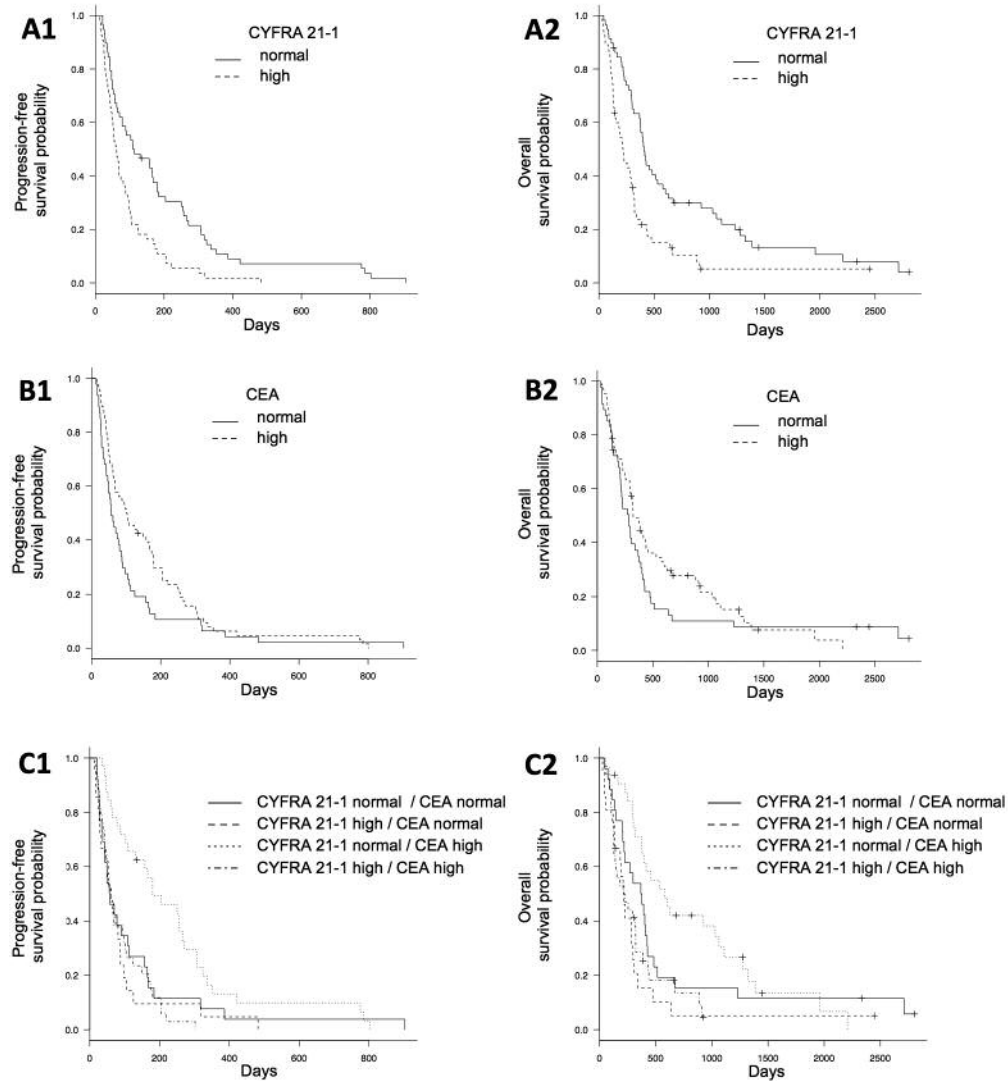 A1
Progression-free
survival probability
1.0
0.8
0.6
0.4
0.2
0.0
CYFRA 21-1
normal
high
0
200
400
600
800
Days
A2
Overall
survival probability
1.0
0.8
0.6
0.4
0.2
0.0
CYFRA 21-1
normal
high
0
500
1000
1500
2000
2500
Days
B1
Progression-free
survival probability
1.0
0.8
0.6
0.4
0.2
0.0
CEA
normal
high
0
200
400
600
800
Days
B2
Overall
survival probability
1.0
0.8
0.6
0.4
0.2
0.0
CEA
normal
high
0
500
1000
1500
2000
2500
Days
C1
Progression-free
survival probability
1.0
0.8
0.6
3.4
0.2
0.0
CYFRA 21-1 normal / CEA normal
CYFRA 21-1 high / CEA normal
CYFRA 21-1 normal / CEA high
CYFRA 21-1 high / CEA high
0
200
400
600
800
Days
C2
Overall
survival probability
1.0
0.8
0.6
0.4
0.2
0.0
CYFRA 21-1 normal / CEA normal
CYFRA 21-1 high / CEA normal
CYFRA 21-1 normal / CEA high
CYFRA 21-1 high / CEA high
0
500
1000
1500
2000
2500
Days